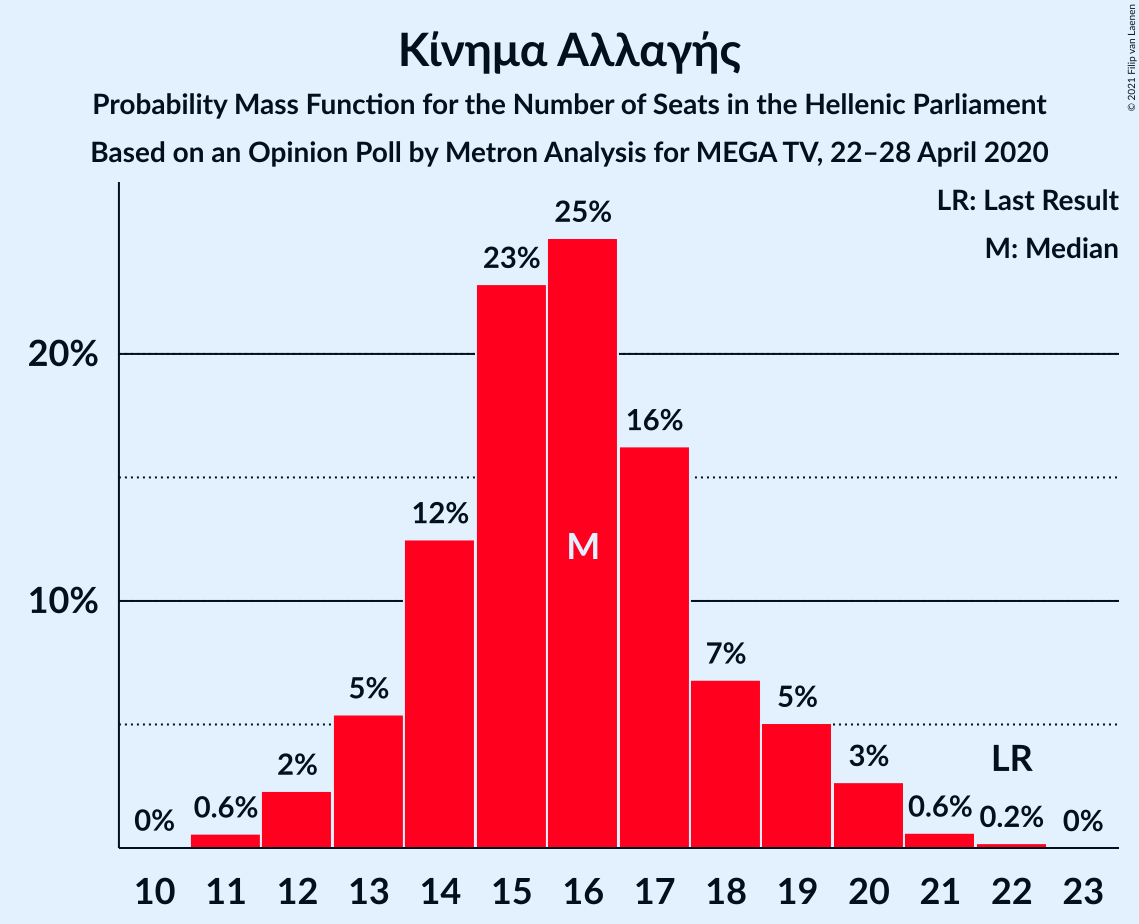 Κίνημα Αλλαγής
Probability Mass Function for the Number of Seats in the Hellenic Parliament
Based on an Opinion Poll by Metron Analysis for MEGA TV, 22–28 April 2020
© 2021 Filip van Laenen
LR: Last Result
M: Median
20%
10%
0%
0.6%
2%
5%
12%
23%
25%
16%
7%
5%
3%
0.6%
0.2%
0%
M
LR
10 11 12 13 14 15 16 17 18 19 20 21 22 23